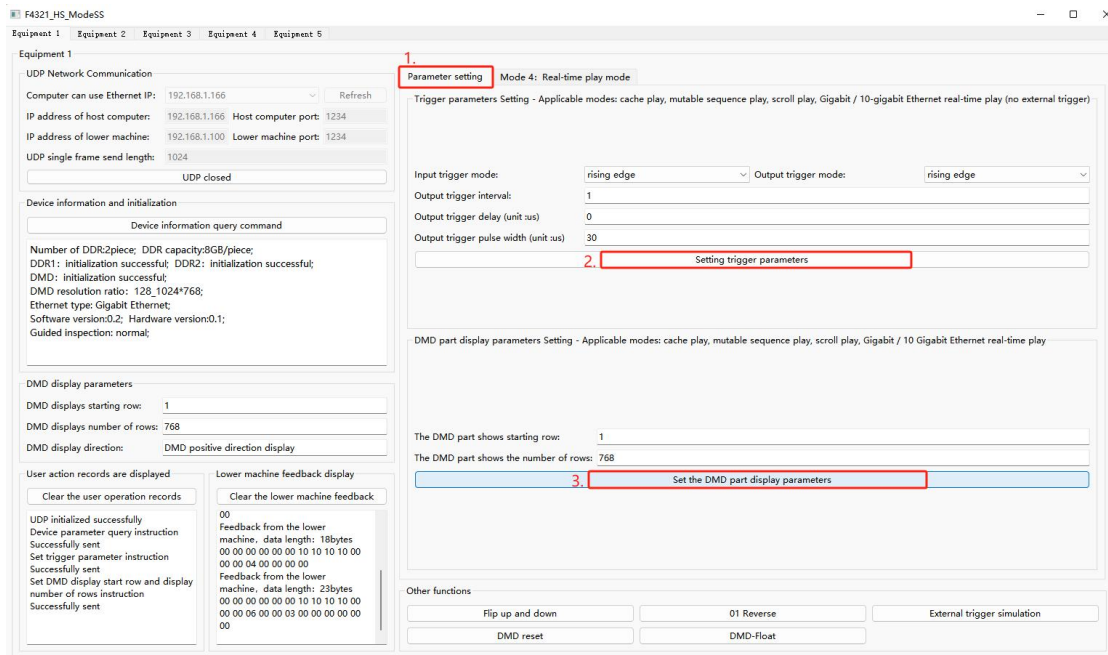 F4321_HS_ModeSS
Equipment 1 Equipment 2 Equipment 3 Equipment 4 Equipment 5
Equipment 1
UDP Network Communication
Computer can use Ethernet IP: 192.168.1.166 Refresh
IP address of host computer: 192.168.1.166 Host computer port: 1234
IP address of lower machine: 192.168.1.100 Lower machine port: 1234
UDP single frame send length: 1024
UDP closed
Device information and initialization
Device information query command
Number of DDR:2piece; DDR capacity:8GB/piece;
DDR1: initialization successful; DDR2: initialization successful;
DMD: initialization successful;
DMD resolution ratio: 128_1024*768;
Ethernet type: Gigabit Ethernet;
Software version:0.2; Hardware version:0.1;
Guided inspection: normal;
DMD display parameters
DMD displays starting row: 1
DMD displays number of rows: 768
DMD display direction: DMD positive direction display
User action records are displayed
Clear the user operation records
UDP initialized successfully
Device parameter query instruction
Successfully sent
Set trigger parameter instruction
Successfully sent
Set DMD display start row and display
number of rows instruction
Successfully sent
Lower machine feedback display
Clear the lower machine feedback
00
Feedback from the lower
machine, data length: 18bytes
00 00 00 00 00 00 10 10 10 10 00
00 00 04 00 00 00 00
Feedback from the lower
machine, data length: 23bytes
00 00 00 00 00 00 10 10 10 10 00
00 00 06 00 00 03 00 00 00 00 00
00
1.
Parameter setting Mode 4: Real-time play mode
Trigger parameters Setting - Applicable modes: cache play, mutable sequence play, scroll play, Gigabit / 10-gigabit Ethernet real-time play (no external trigger)
Input trigger mode: rising edge Output trigger mode: rising edge
Output trigger interval: 1
Output trigger delay (unit :us) 0
Output trigger pulse width (unit :us) 30
2. Setting trigger parameters
DMD part display parameters Setting - Applicable modes: cache play, mutable sequence play, scroll play, Gigabit / 10 Gigabit Ethernet real-time play
The DMD part shows starting row: 1
The DMD part shows the number of rows: 768
3. Set the DMD part display parameters
Other functions
Flip up and down 01 Reverse External trigger simulation
DMD reset DMD-Float